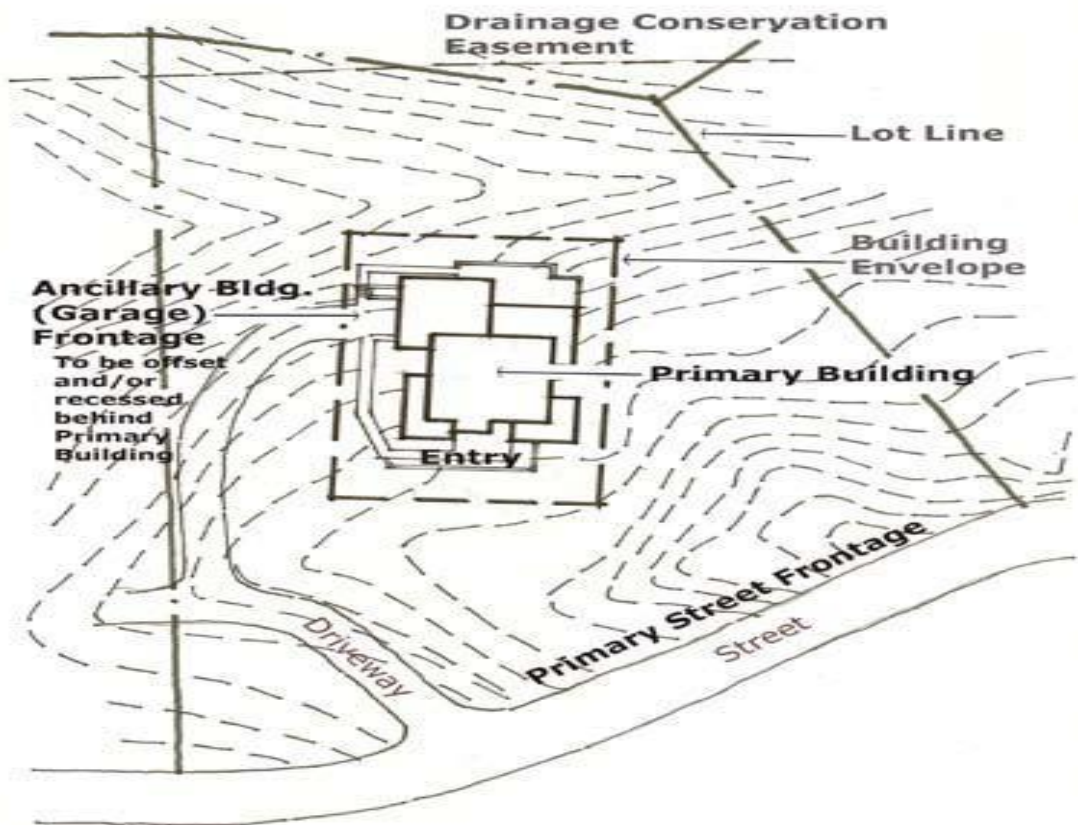 Drainage Conservation
Easement
Lot Line
Building
Envelope
Ancillary Bldg.
(Garage)
Frontage
To be offset
and/or
recessed
behind
Primary
Building
Primary Building
Entry
Primary Street Frontage
Street
Driveway